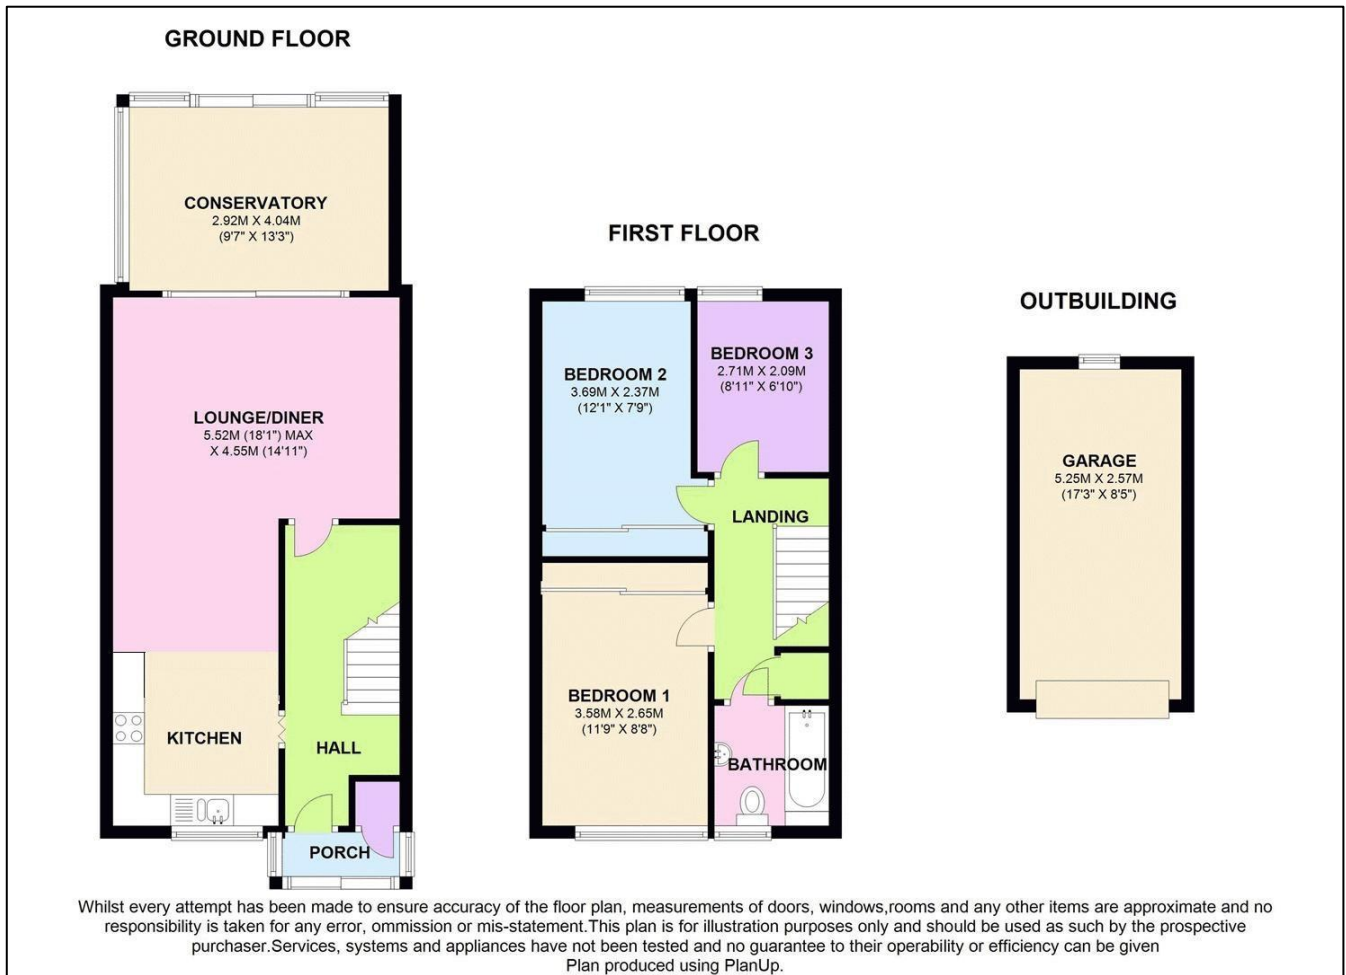 GROUND FLOOR
CONSERVATORY
2.92M X 4.04M
(9'7" X 13'3")
LOUNGE/DINER
5.52M (18'1") MAX
X 4.55M (14'11")
KITCHEN
HALL
PORCH
FIRST FLOOR
BEDROOM 2
3.69M X 2.37M
(12'1" X 7'9")
BEDROOM 3
2.71M X 2.09M
(8'11" X 6'10")
LANDING
BEDROOM 1
3.58M X 2.65M
(11'9" X 8'8")
BATHROOM
OUTBUILDING
GARAGE
5.25M X 2.57M
(17'3" X 8'5")
Whilst every attempt has been made to ensure accuracy of the floor plan, measurements of doors, windows,rooms and any other items are approximate and no
responsibility is taken for any error, ommission or mis-statement.This plan is for illustration purposes only and should be used as such by the prospective
purchaser.Services, systems and appliances have not been tested and no guarantee to their operability or efficiency can be given
Plan produced using PlanUp.